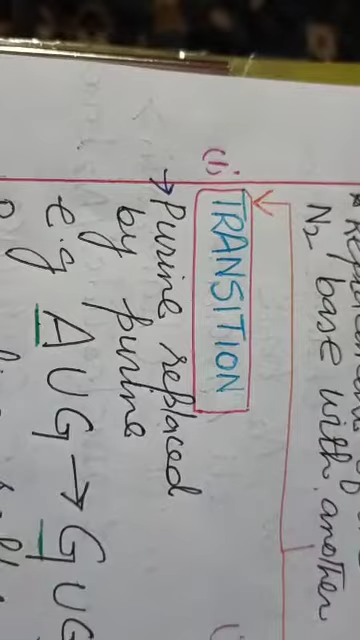 N₂ base with another
(i)
TRANSITION
→ Purine replaced
by purine
e.g AUG → GUG